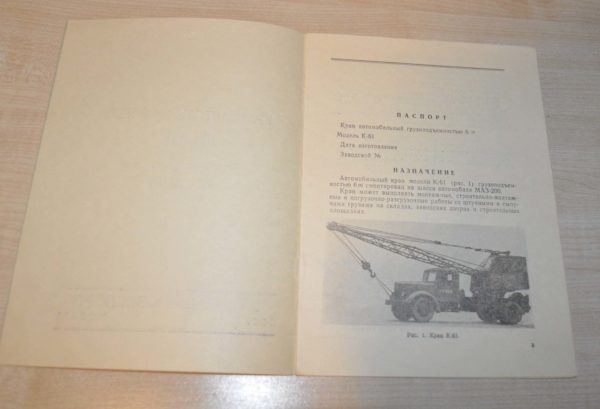 ПАСПОРТ
Кран автомобильный грузоподъемностью 6 т
Модель К-61
Дата изготовления
Заводской №
НАЗНАЧЕНИЕ
Автомобильный кран модели К-61 (рис. 1) грузоподъем-
ностью 6 т смонтирован на шасси автомобиля МАЗ-200.
Кран может выполнять монтажные, строительно-монтаж-
ные и погрузочно-разгрузочные работы со штучными и сыпу-
чими грузами на складах, заводских дворах и строительных
площадках.
Рис. 1. Кран К-61